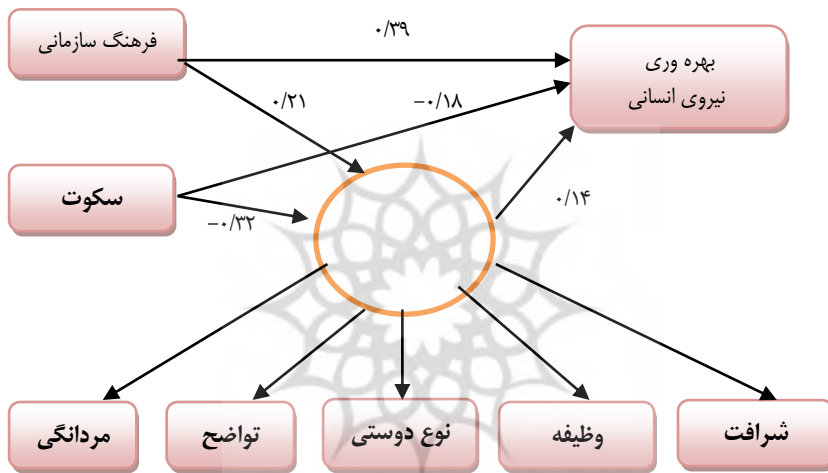 فرهنگ سازمانی
۰/۳۹
بهره وری
نیروی انسانی
۰/۲۱
−۰/۱۸
سکوت
−۰/۳۲
۰/۱۴
شرافت
وظیفه
نوع دوستی
تواضح
مردانگی